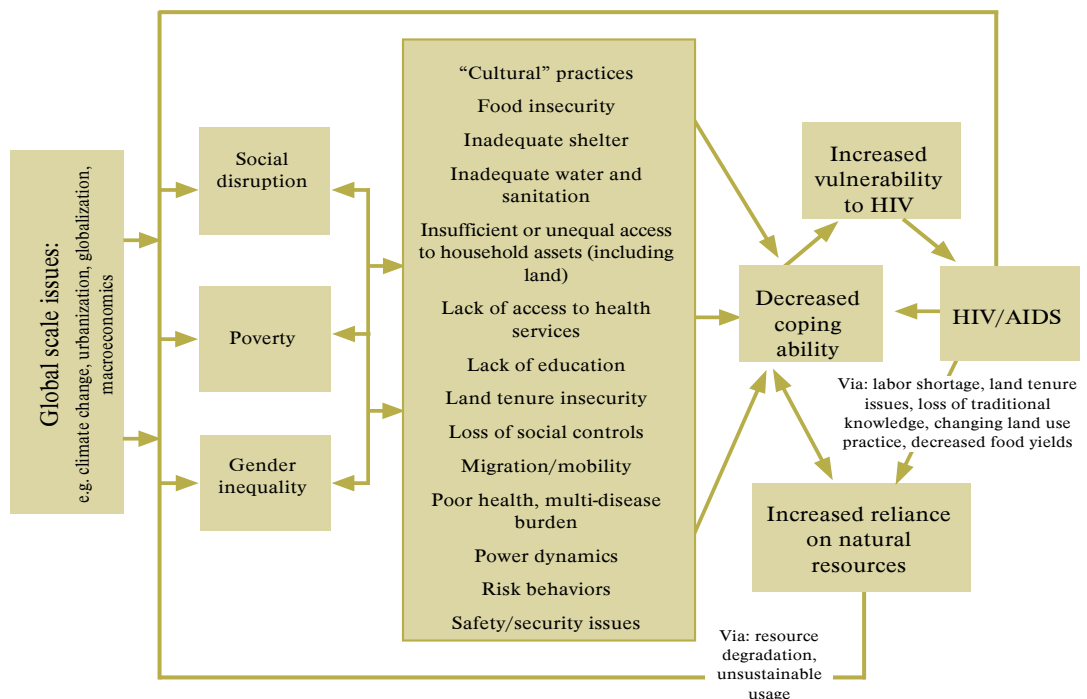 Global scale issues:
e.g. climate change, urbanization, globalization,
macroeconomics
Social
disruption
Poverty
Gender
inequality
“Cultural” practices
Food insecurity
Inadequate shelter
Inadequate water and
sanitation
Insufficient or unequal access
to household assets (including
land)
Lack of access to health
services
Lack of education
Land tenure insecurity
Loss of social controls
Migration/mobility
Poor health, multi-disease
burden
Power dynamics
Risk behaviors
Safety/security issues
Decreased
coping
ability
Increased
vulnerability
to HIV
HIV/AIDS
Via: labor shortage, land tenure
issues, loss of traditional
knowledge, changing land use
practice, decreased food yields
Increased reliance
on natural
resources
Via: resource
degradation,
unsustainable
usage